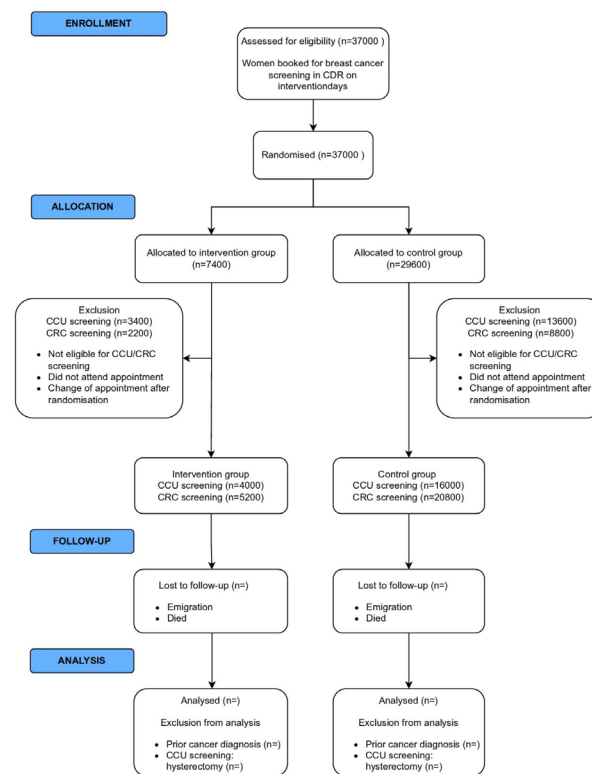 ENROLLMENT
Assessed for eligibility (n=37000 )
Women booked for breast cancer
screening in CDR on
interventiondays
Randomised (n=37000 )
ALLOCATION
Allocated to intervention group
(n=7400)
Allocated to control group
(n=29600)
Exclusion
CCU screening (n=3400)
CRC screening (n=2200)
• Not eligible for CCU/CRC
screening
• Did not attend appointment
• Change of appointment after
randomisation
Exclusion
CCU screening (n=13600)
CRC screening (n=8800)
• Not eligible for CCU/CRC
screening
• Did not attend appointment
• Change of appointment after
randomisation
Intervention group
CCU screening (n=4000)
CRC screening (n=5200)
Control group
CCU screening (n=16000)
CRC screening (n=20800)
FOLLOW-UP
Lost to follow-up (n=)
• Emigration
• Died
Lost to follow-up (n=)
• Emigration
• Died
ANALYSIS
Analysed (n=)
Exclusion from analysis
• Prior cancer diagnosis (n=)
• CCU screening:
hysterectomy (n=)
Analysed (n=)
Exclusion from analysis
• Prior cancer diagnosis (n=)
• CCU screening:
hysterectomy (n=)